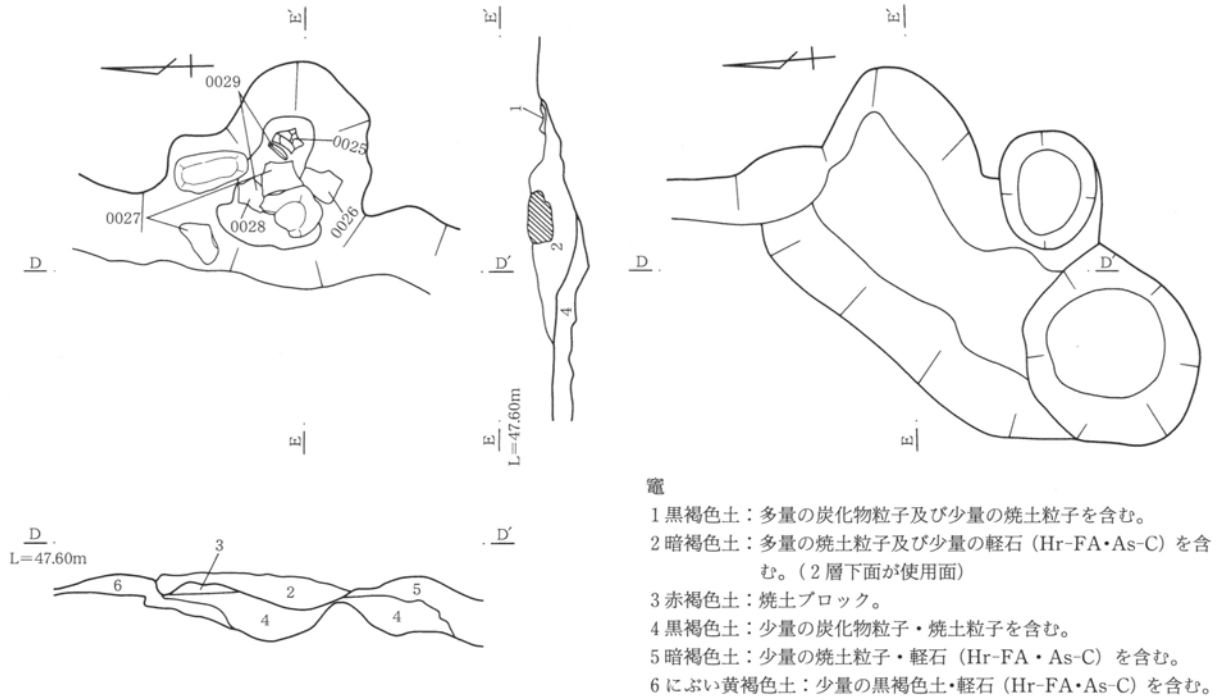 E′
E′
E′
0029
0025
1
0027
0028
0026
2
D
D′
D
D′
4
E
E
L=47.60m
E
D
D′
L=47.60m
3
6
2
5
4
4
竈
1 黒褐色土：多量の炭化物粒子及び少量の焼土粒子を含む。
2 暗褐色土：多量の焼土粒子及び少量の軽石（Hr-FA・As-C）を含
む。（2層下面が使用面）
3 赤褐色土：焼土ブロック。
4 黒褐色土：少量の炭化物粒子・焼土粒子を含む。
5 暗褐色土：少量の焼土粒子・軽石（Hr-FA・As-C）を含む。
6 にぶい黄褐色土：少量の黒褐色土・軽石（Hr-FA・As-C）を含む。